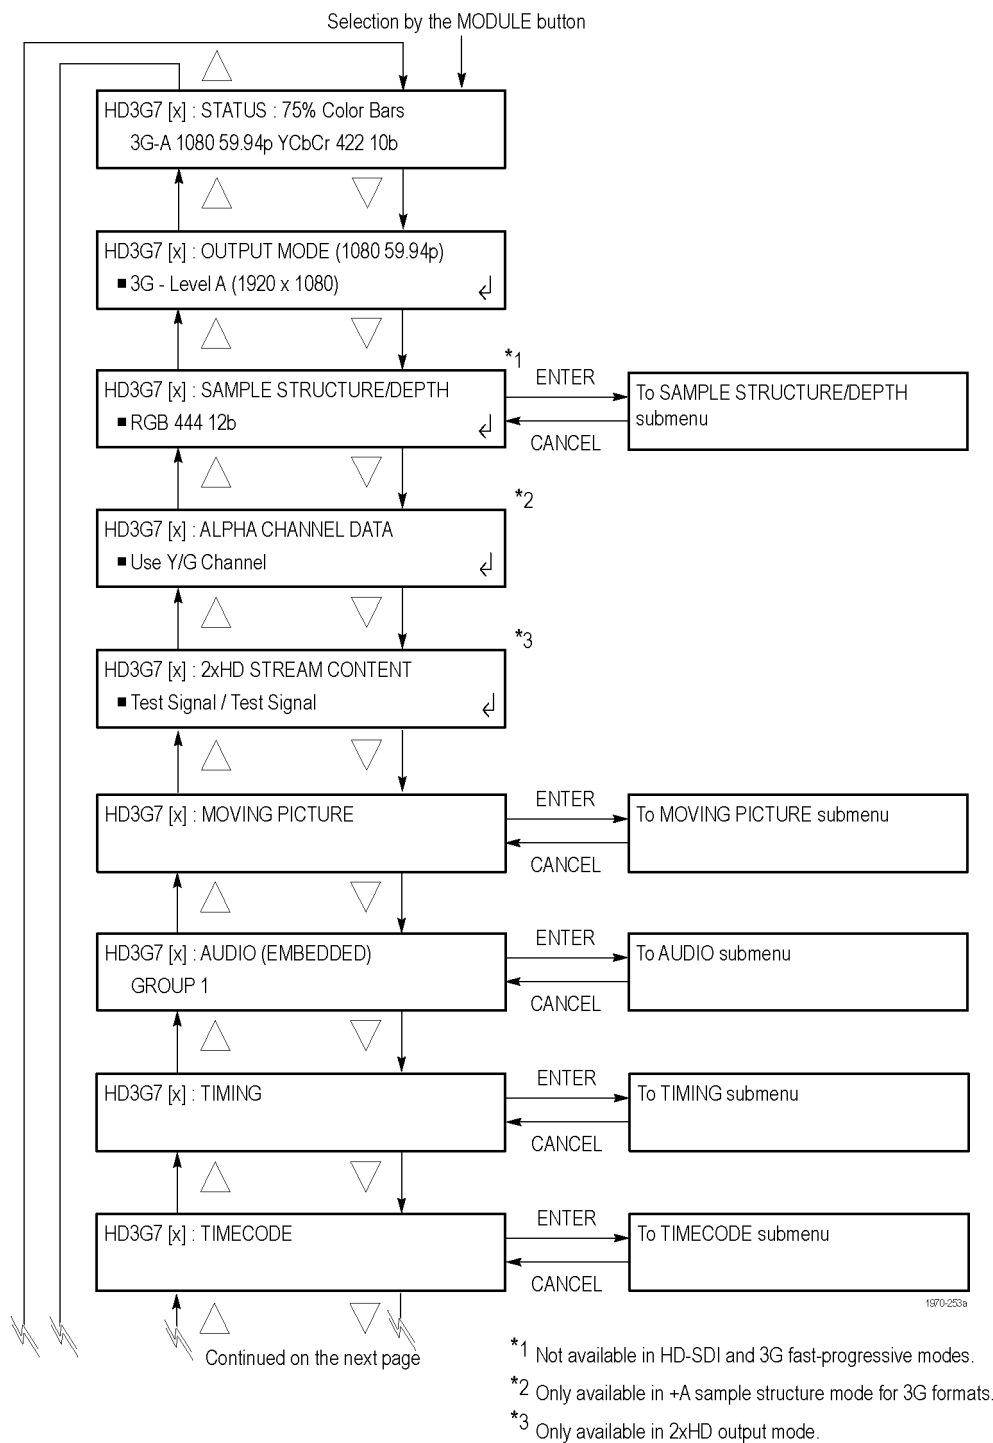 Selection by the MODULE button
HD3G7 [x] : STATUS : 75% Color Bars
3G-A 1080 59.94p YCbCr 422 10b
HD3G7 [x] : OUTPUT MODE (1080 59.94p)
■ 3G - Level A (1920 x 1080)
*1
HD3G7 [x] : SAMPLE STRUCTURE/DEPTH
■ RGB 444 12b
ENTER
CANCEL
To SAMPLE STRUCTURE/DEPTH
submenu
*2
HD3G7 [x] : ALPHA CHANNEL DATA
■ Use Y/G Channel
*3
HD3G7 [x] : 2xHD STREAM CONTENT
■ Test Signal / Test Signal
HD3G7 [x] : MOVING PICTURE
ENTER
CANCEL
To MOVING PICTURE submenu
HD3G7 [x] : AUDIO (EMBEDDED)
GROUP 1
ENTER
CANCEL
To AUDIO submenu
HD3G7 [x] : TIMING
ENTER
CANCEL
To TIMING submenu
HD3G7 [x] : TIMECODE
ENTER
CANCEL
To TIMECODE submenu
1970-253a
Continued on the next page
*1 Not available in HD-SDI and 3G fast-progressive modes.
*2 Only available in +A sample structure mode for 3G formats.
*3 Only available in 2xHD output mode.